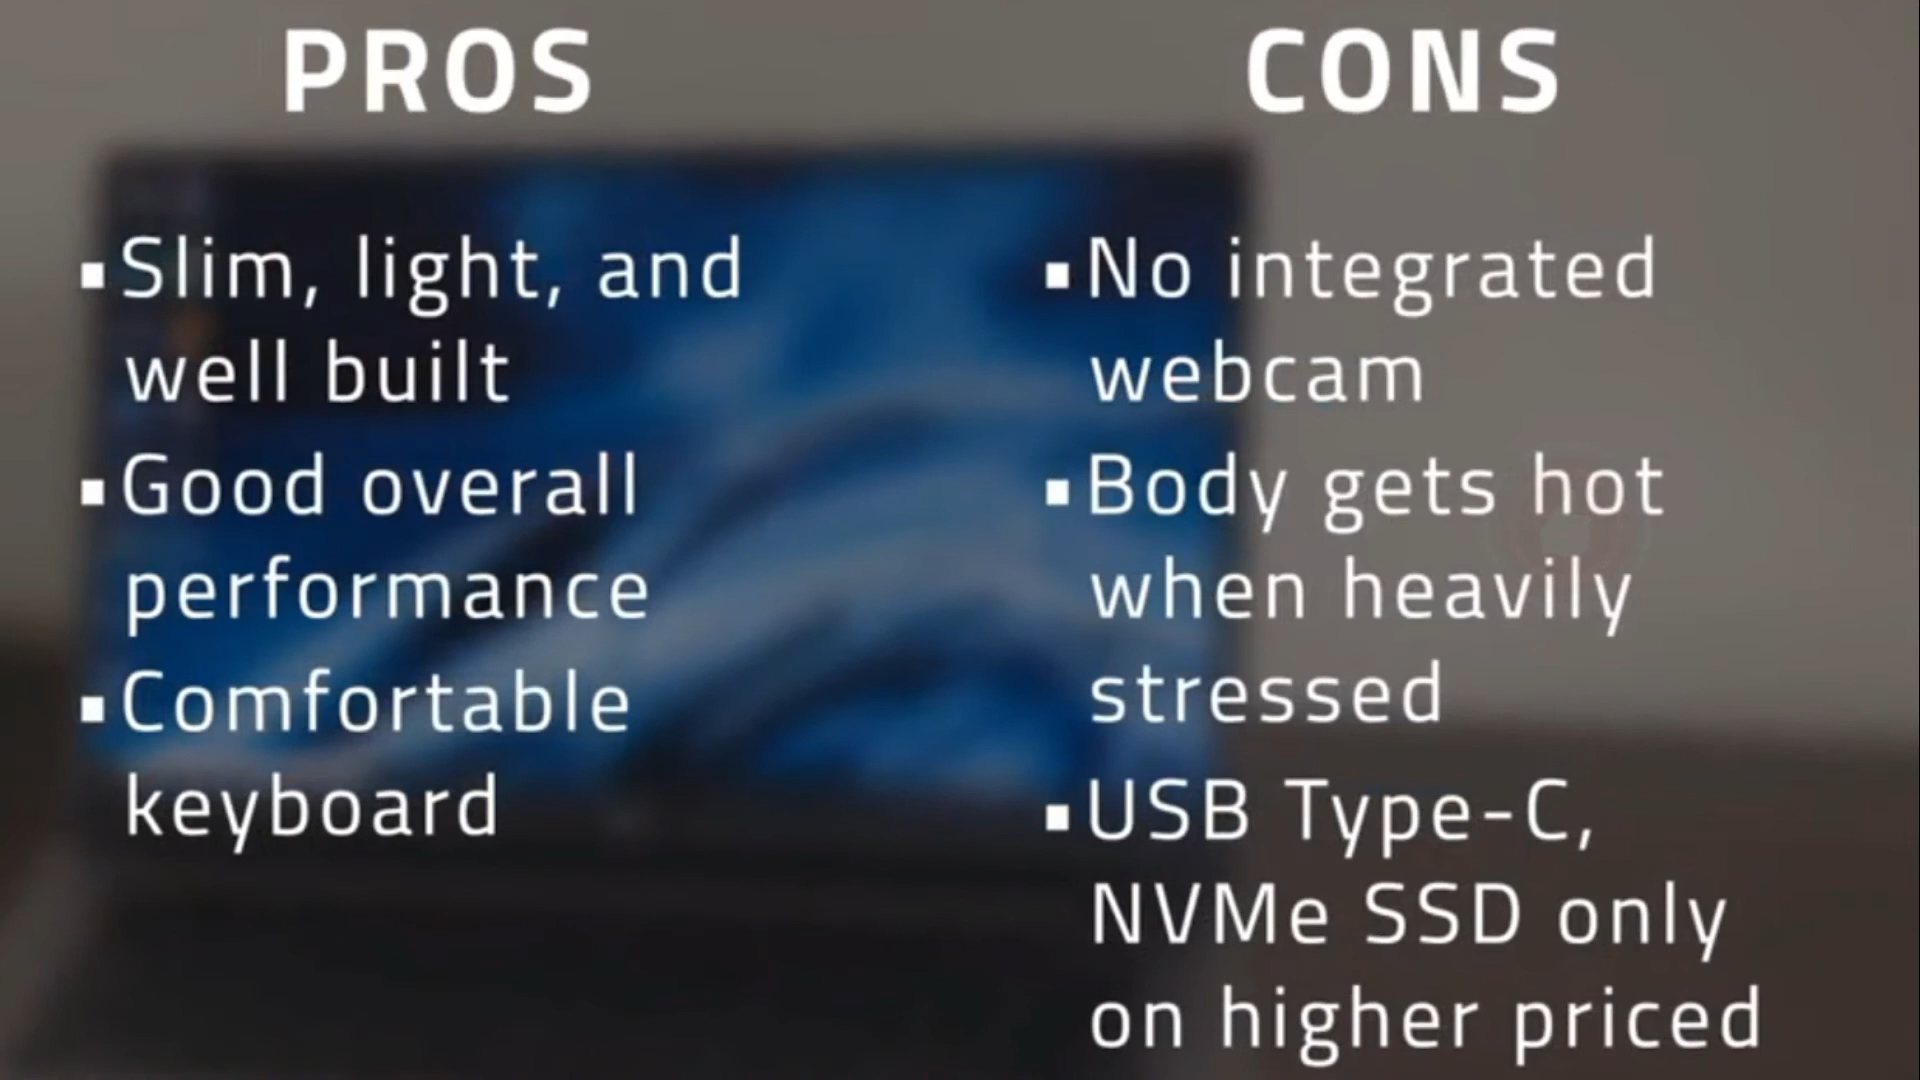 PROS
▪Slim, light, and
well built
▪Good overall
performance
▪Comfortable
keyboard
CONS
▪No integrated
webcam
▪Body gets hot
when heavily
stressed
▪USB Type-C,
NVMe SSD only
on higher priced